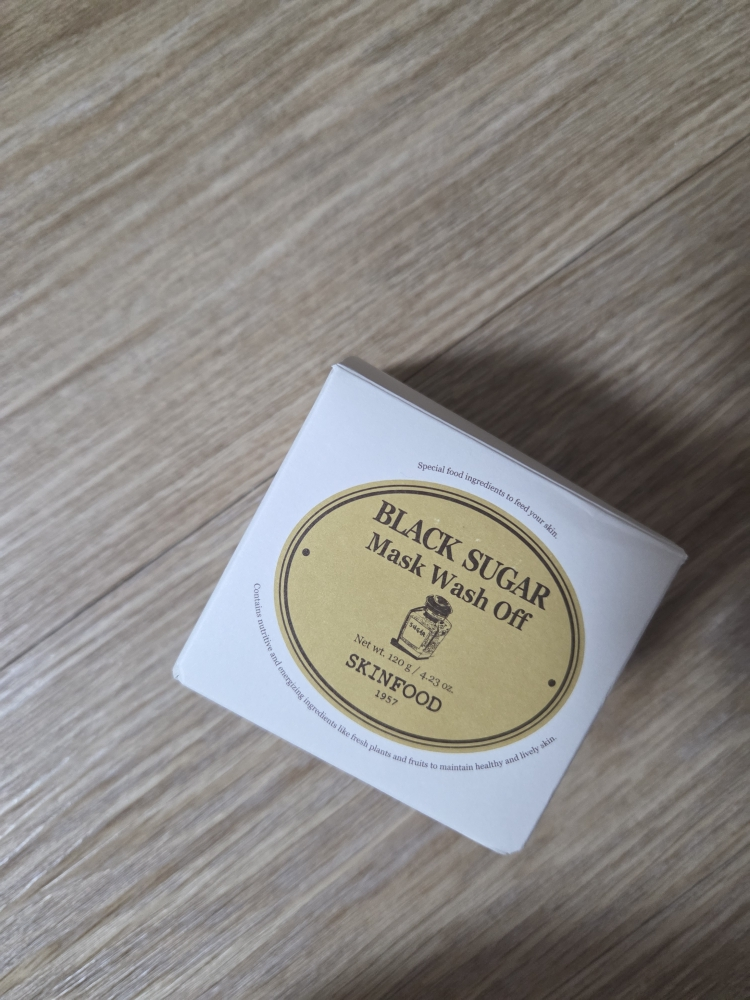 Special food ingredients to feed your skin.
BLACK SUGAR
Mask Wash Off
SUGAR
Net wt. 120 g / 4.23 oz.
SKINFOOD
1957
Contains nutritive and energizing ingredients like fresh plants and fruits to maintain healthy and lively skin.